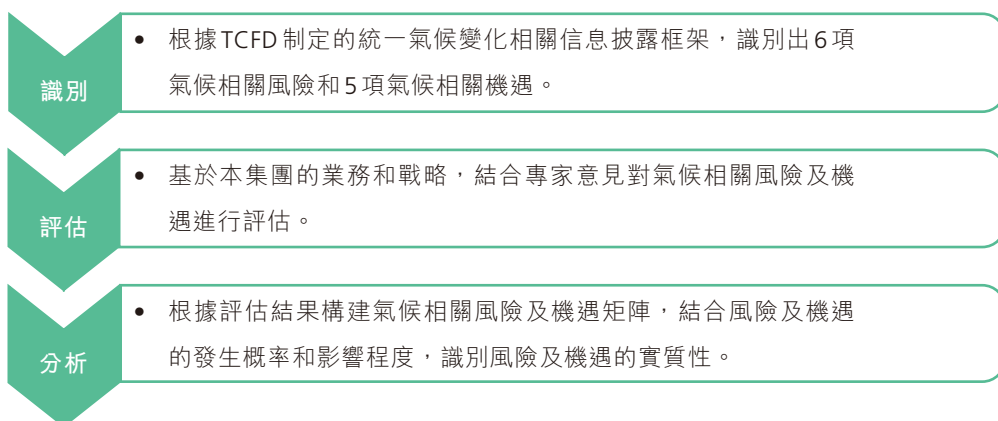 識別
• 根據TCFD制定的統一氣候變化相關信息披露框架，識別出6項
氣候相關風險和5項氣候相關機遇。
評估
• 基於本集團的業務和戰略，結合專家意見對氣候相關風險及機
遇進行評估。
分析
• 根據評估結果構建氣候相關風險及機遇矩陣，結合風險及機遇
的發生概率和影響程度，識別風險及機遇的實質性。